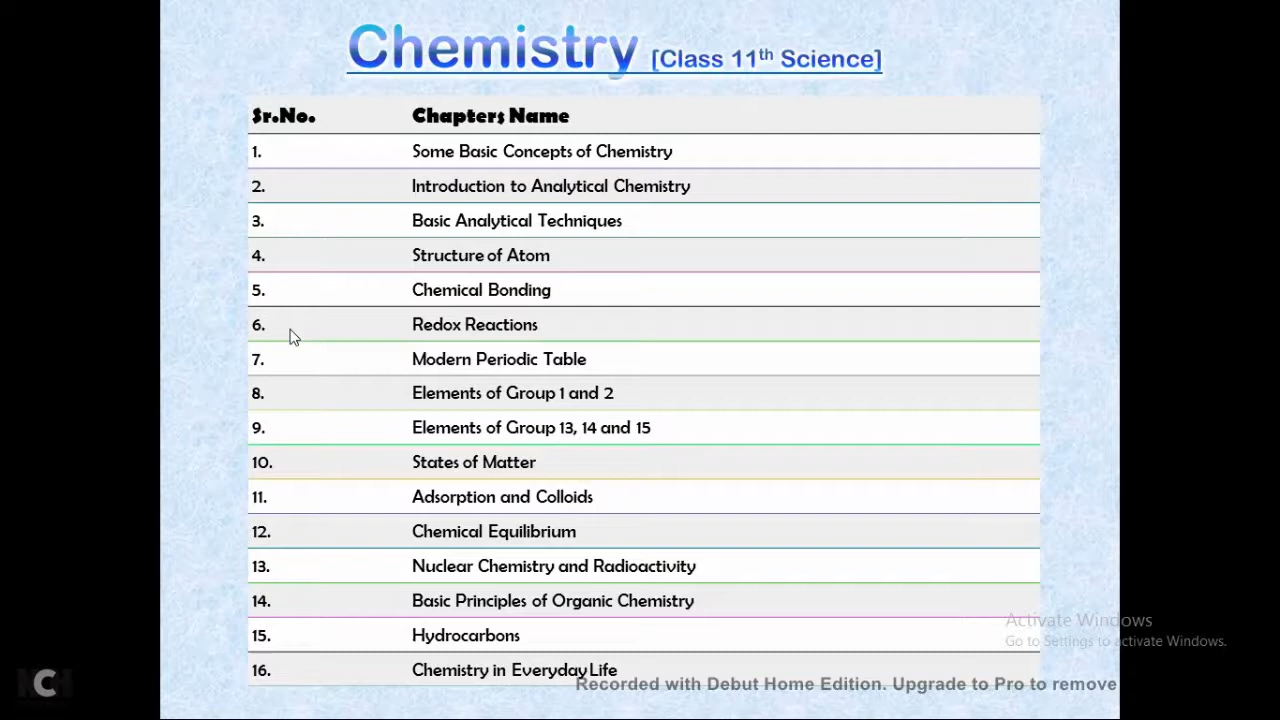 Chemistry [Class 11th Science]
Sr.No. Chapters Name
1. Some Basic Concepts of Chemistry
2. Introduction to Analytical Chemistry
3. Basic Analytical Techniques
4. Structure of Atom
5. Chemical Bonding
6. Redox Reactions
7. Modern Periodic Table
8. Elements of Group 1 and 2
9. Elements of Group 13, 14 and 15
10. States of Matter
11. Adsorption and Colloids
12. Chemical Equilibrium
13. Nuclear Chemistry and Radioactivity
14. Basic Principles of Organic Chemistry
15. Hydrocarbons
16. Chemistry in Everyday Life
Activate Windows
Go to Settings to activate Windows.
Recorded with Debut Home Edition. Upgrade to Pro to remove